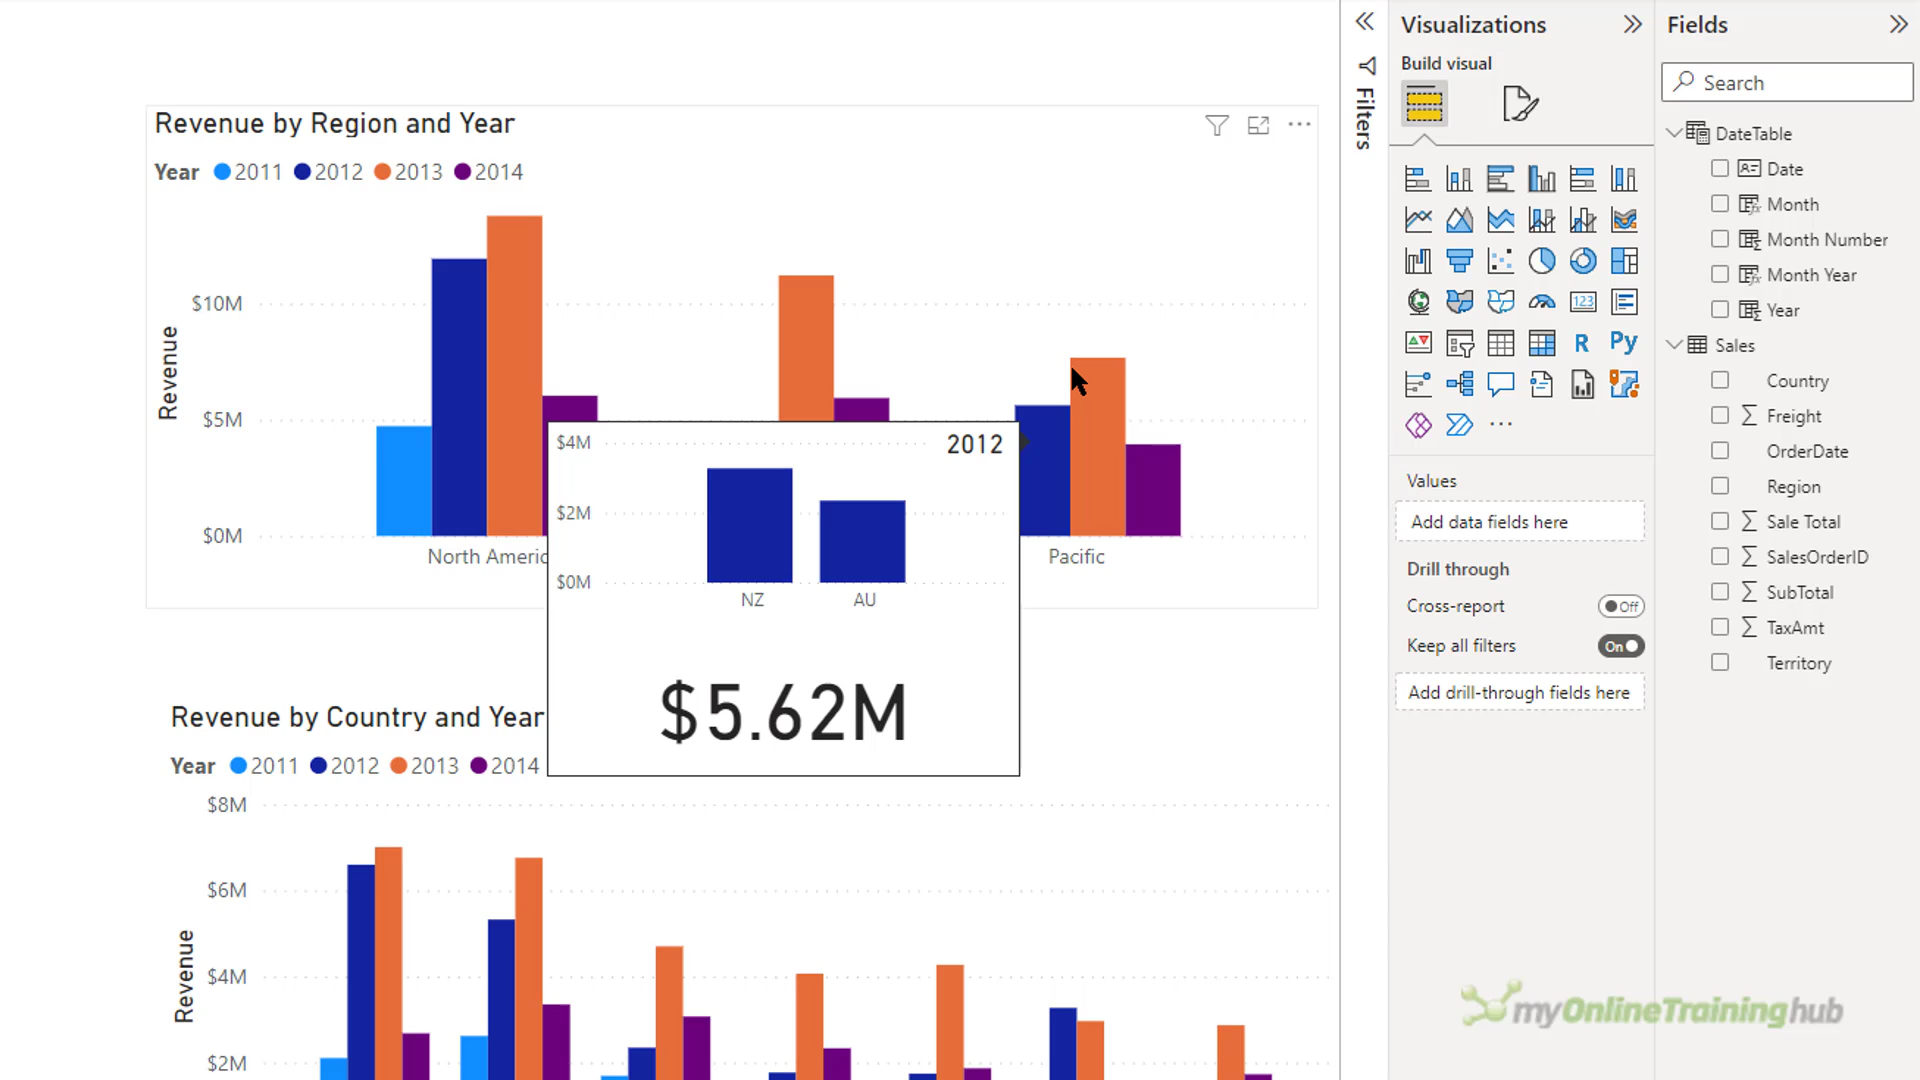 Revenue by Region and Year
Year 2011 2012 2013 2014
$10M
$5M
$0M
Revenue
North Americ
Pacific
$4M
2012
$2M
$0M
NZ AU
$5.62M
Revenue by Country and Year
Year 2011 2012 2013 2014
$8M
$6M
$4M
$2M
Revenue
Filters
Visualizations
Build visual
123
R
Py
Values
Add data fields here
Drill through
Cross-report
Off
Keep all filters
On
Add drill-through fields here
Fields
Search
DateTable
Date
Month
Month Number
Month Year
Year
Sales
Country
Freight
OrderDate
Region
Sale Total
SalesOrderID
SubTotal
TaxAmt
Territory
myOnlineTraininghub